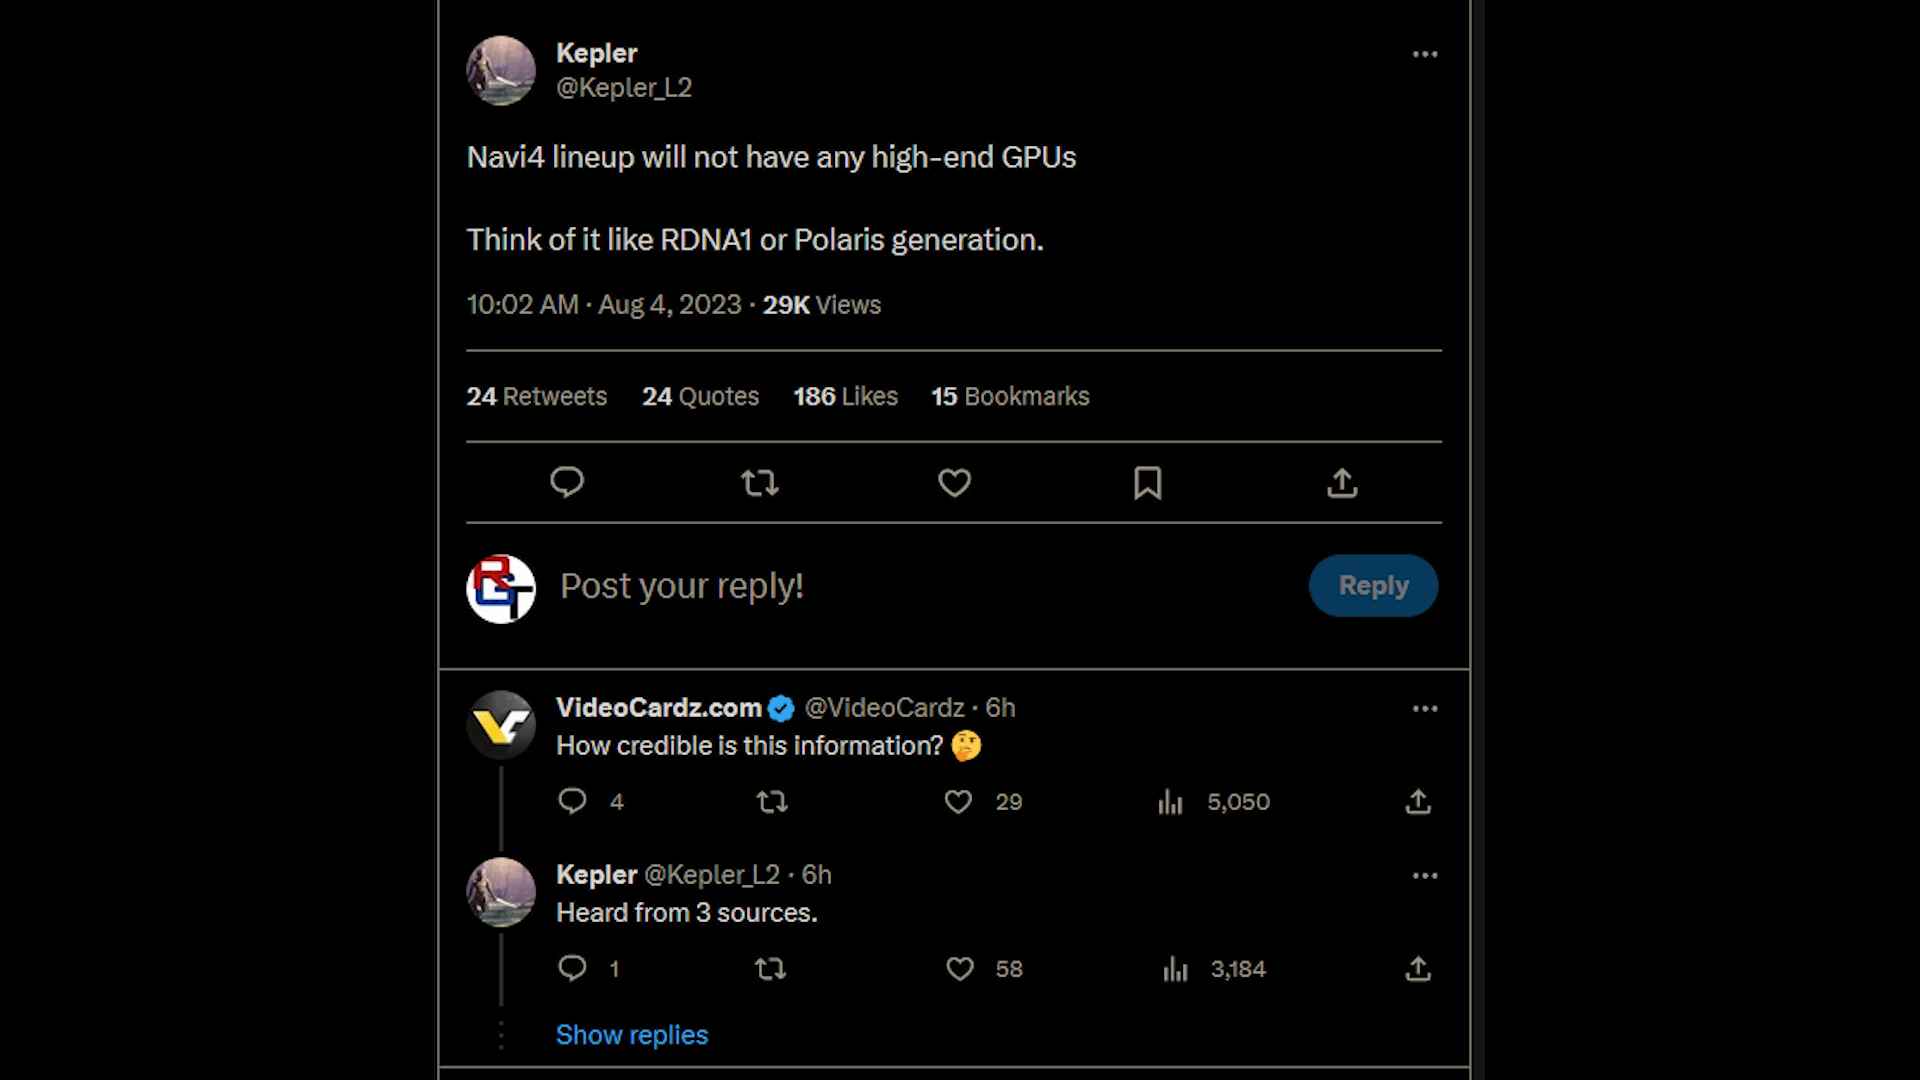 Kepler
@Kepler_L2
Navi4 lineup will not have any high-end GPUs
Think of it like RDNA1 or Polaris generation.
10:02 AM · Aug 4, 2023 · 29K Views
24 Retweets 24 Quotes 186 Likes 15 Bookmarks
RGT
Post your reply!
Reply
VideoCardz.com @VideoCardz · 6h
How credible is this information? 🤔
4 29 5,050
Kepler @Kepler_L2 · 6h
Heard from 3 sources.
1 58 3,184
Show replies